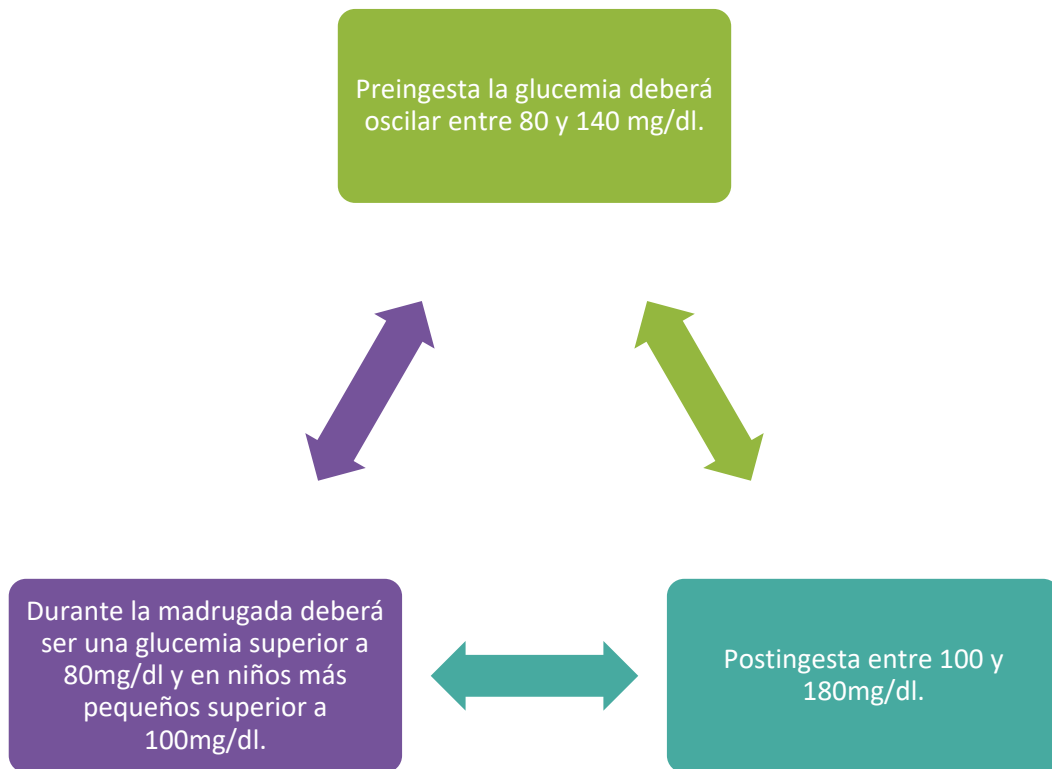 Preingesta la glucemia deberá
oscilar entre 80 y 140 mg/dl.
Durante la madrugada deberá
ser una glucemia superior a
80mg/dl y en niños más
pequeños superior a
100mg/dl.
Postingesta entre 100 y
180mg/dl.